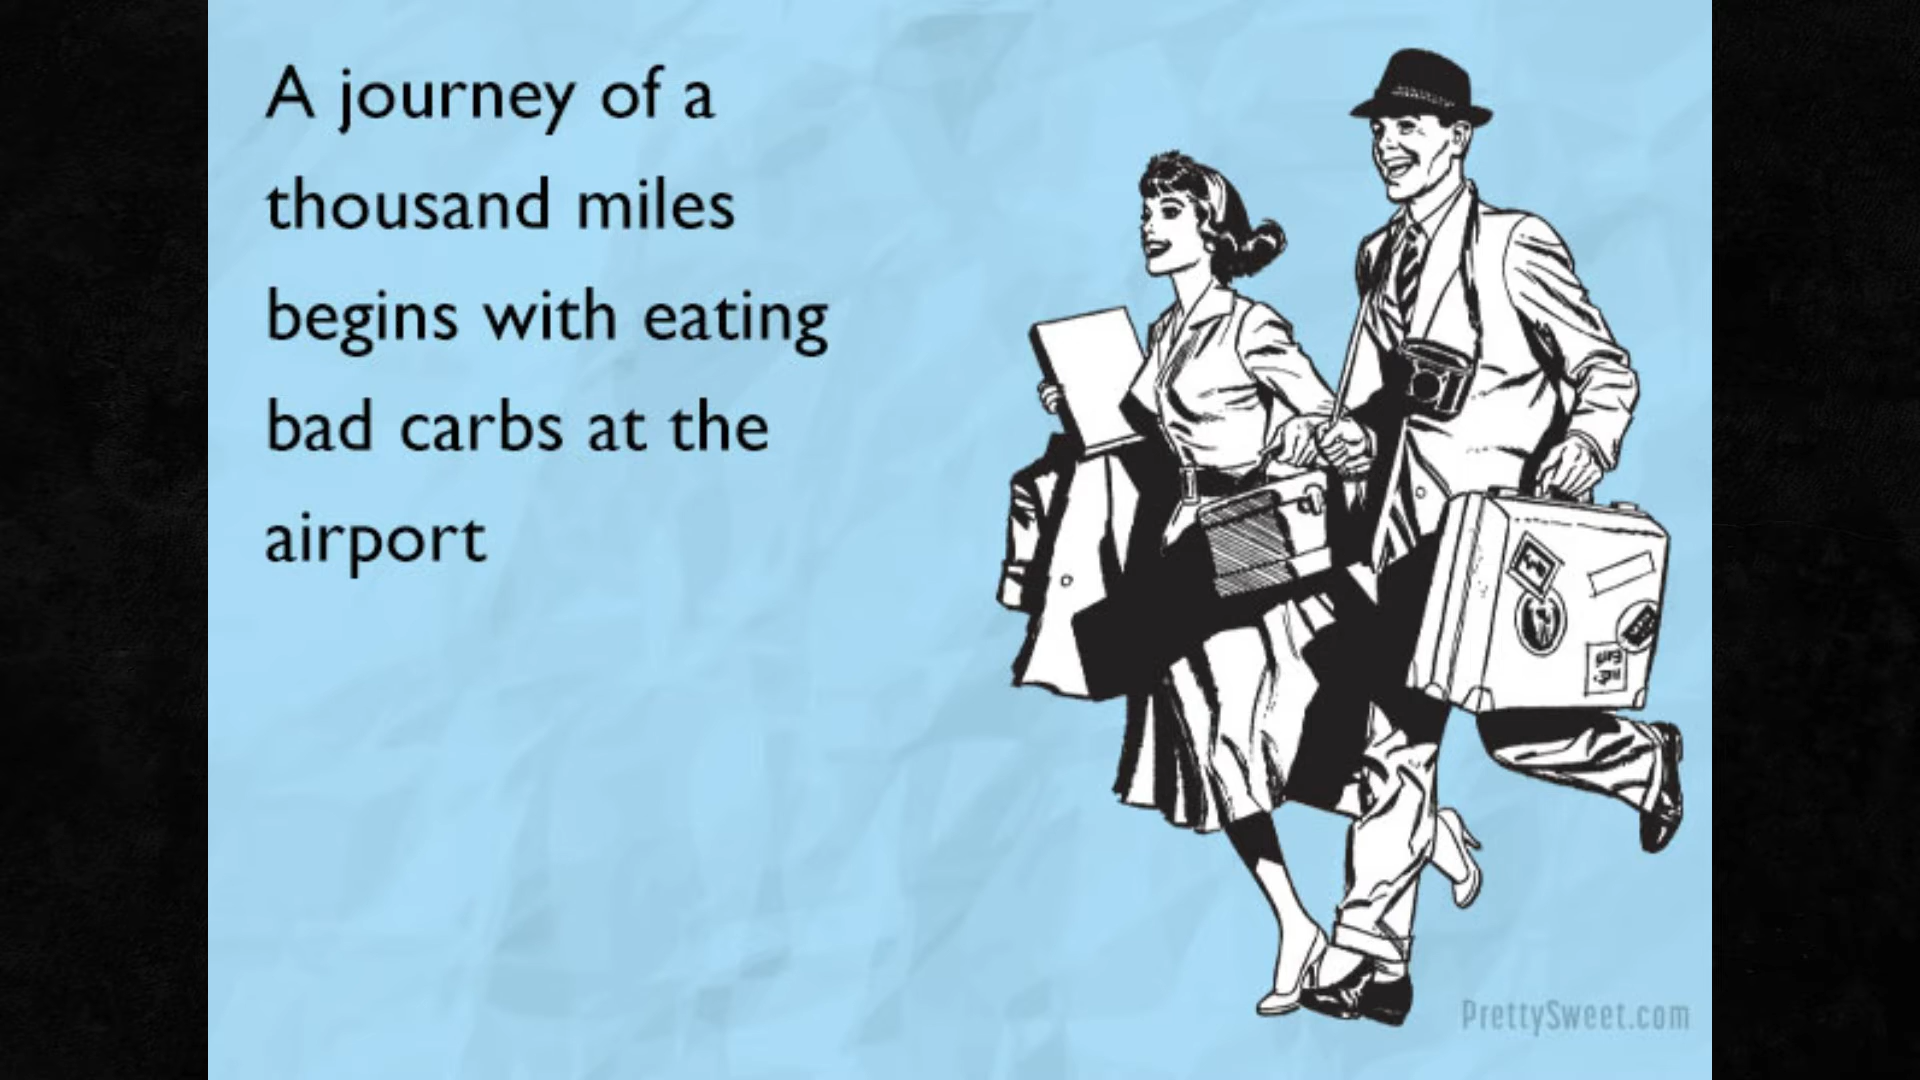 A journey of a
thousand miles
begins with eating
bad carbs at the
airport
PrettySweet.com